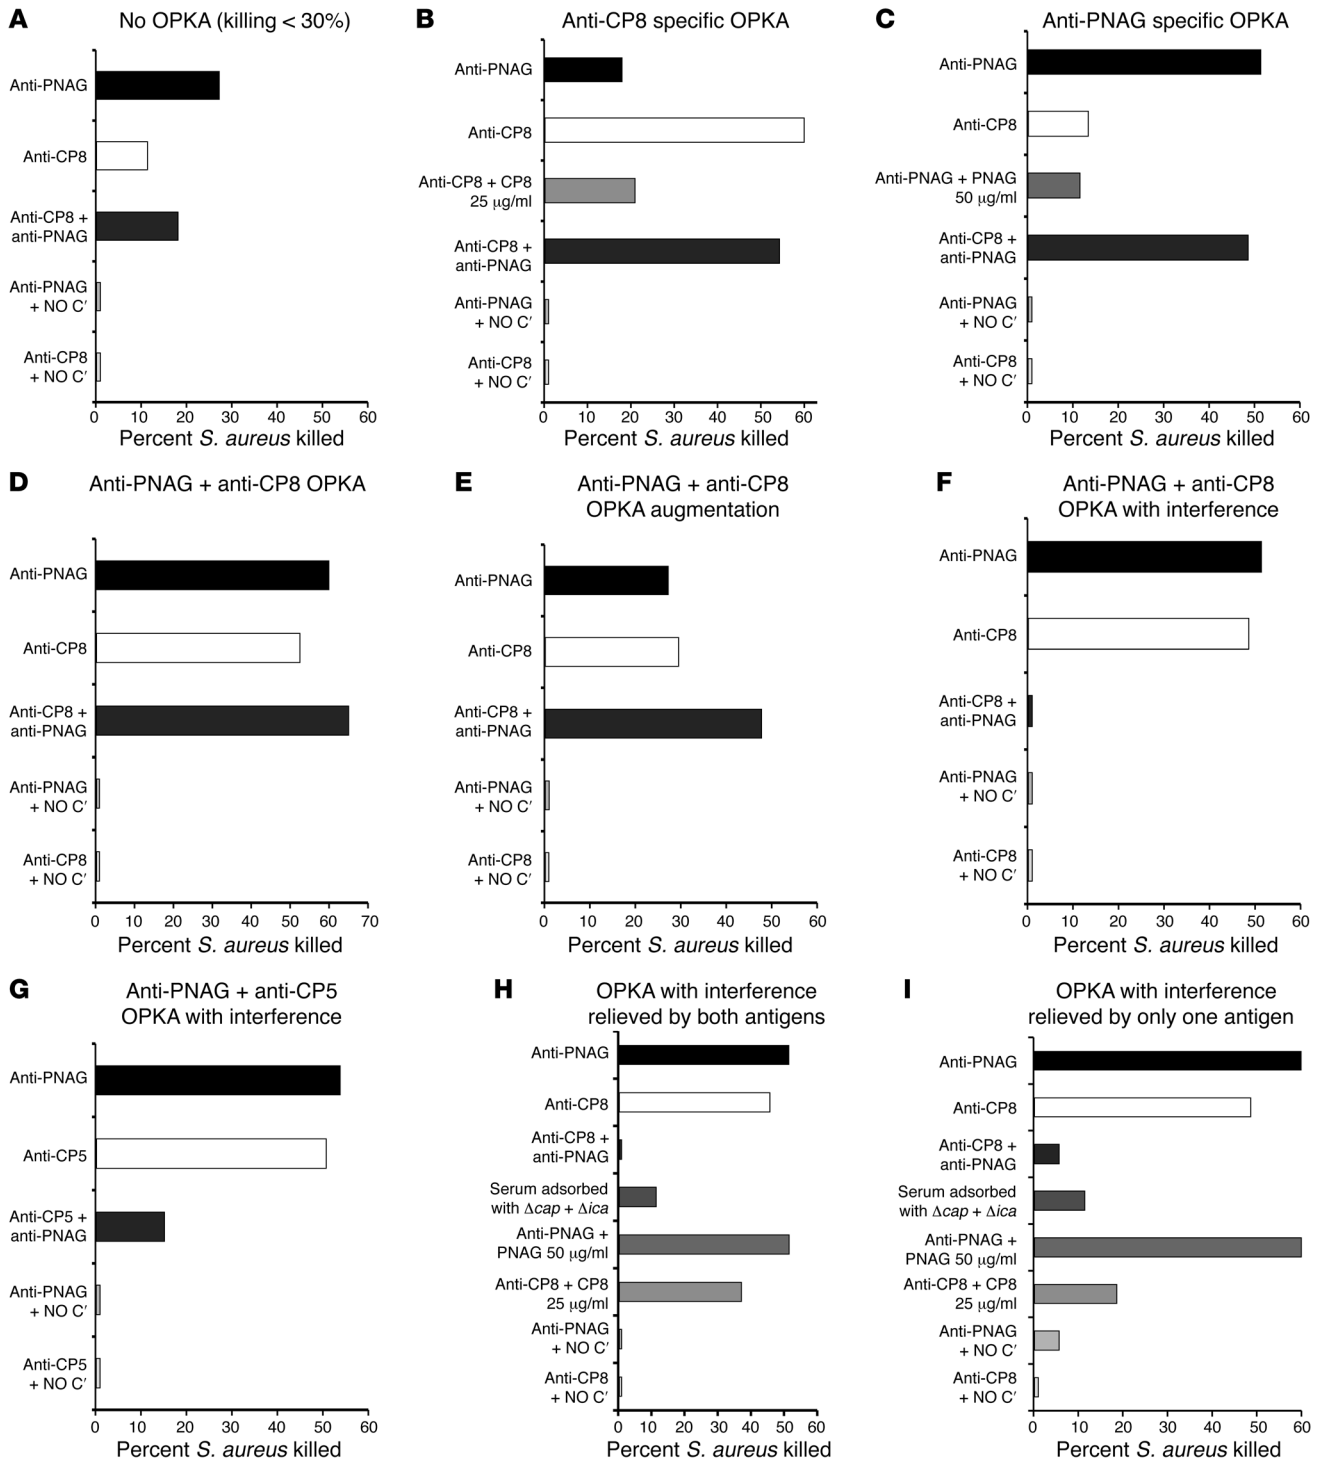 A
No OPKA (killing < 30%)
Anti-PNAG
Anti-CP8
Anti-CP8 +
anti-PNAG
Anti-PNAG
+ NO C′
Anti-CP8
+ NO C′
0 10 20 30 40 50 60
Percent S. aureus killed
B
Anti-CP8 specific OPKA
Anti-PNAG
Anti-CP8
Anti-CP8 + CP8
25 μg/ml
Anti-CP8 +
anti-PNAG
Anti-PNAG
+ NO C′
Anti-CP8
+ NO C′
0 10 20 30 40 50 60
Percent S. aureus killed
C
Anti-PNAG specific OPKA
Anti-PNAG
Anti-CP8
Anti-PNAG + PNAG
50 μg/ml
Anti-CP8 +
anti-PNAG
Anti-PNAG
+ NO C′
Anti-CP8
+ NO C′
0 10 20 30 40 50 60
Percent S. aureus killed
D
Anti-PNAG + anti-CP8 OPKA
Anti-PNAG
Anti-CP8
Anti-CP8 +
anti-PNAG
Anti-PNAG
+ NO C′
Anti-CP8
+ NO C′
0 10 20 30 40 50 60 70
Percent S. aureus killed
E
Anti-PNAG + anti-CP8
OPKA augmentation
Anti-PNAG
Anti-CP8
Anti-CP8 +
anti-PNAG
Anti-PNAG
+ NO C′
Anti-CP8
+ NO C′
0 10 20 30 40 50 60
Percent S. aureus killed
F
Anti-PNAG + anti-CP8
OPKA with interference
Anti-PNAG
Anti-CP8
Anti-CP8 +
anti-PNAG
Anti-PNAG
+ NO C′
Anti-CP8
+ NO C′
0 10 20 30 40 50 60
Percent S. aureus killed
G
Anti-PNAG + anti-CP5
OPKA with interference
Anti-PNAG
Anti-CP5
Anti-CP5 +
anti-PNAG
Anti-PNAG
+ NO C′
Anti-CP5
+ NO C′
0 10 20 30 40 50 60
Percent S. aureus killed
H
OPKA with interference
relieved by both antigens
Anti-PNAG
Anti-CP8
Anti-CP8 +
anti-PNAG
Serum adsorbed
with Δcap + Δica
Anti-PNAG +
PNAG 50 μg/ml
Anti-CP8 + CP8
25 μg/ml
Anti-PNAG
+ NO C′
Anti-CP8
+ NO C′
0 10 20 30 40 50 60
Percent S. aureus killed
I
OPKA with interference
relieved by only one antigen
Anti-PNAG
Anti-CP8
Anti-CP8 +
anti-PNAG
Serum adsorbed
with Δcap + Δica
Anti-PNAG +
PNAG 50 μg/ml
Anti-CP8 + CP8
25 μg/ml
Anti-PNAG
+ NO C′
Anti-CP8
+ NO C′
0 10 20 30 40 50 60
Percent S. aureus killed